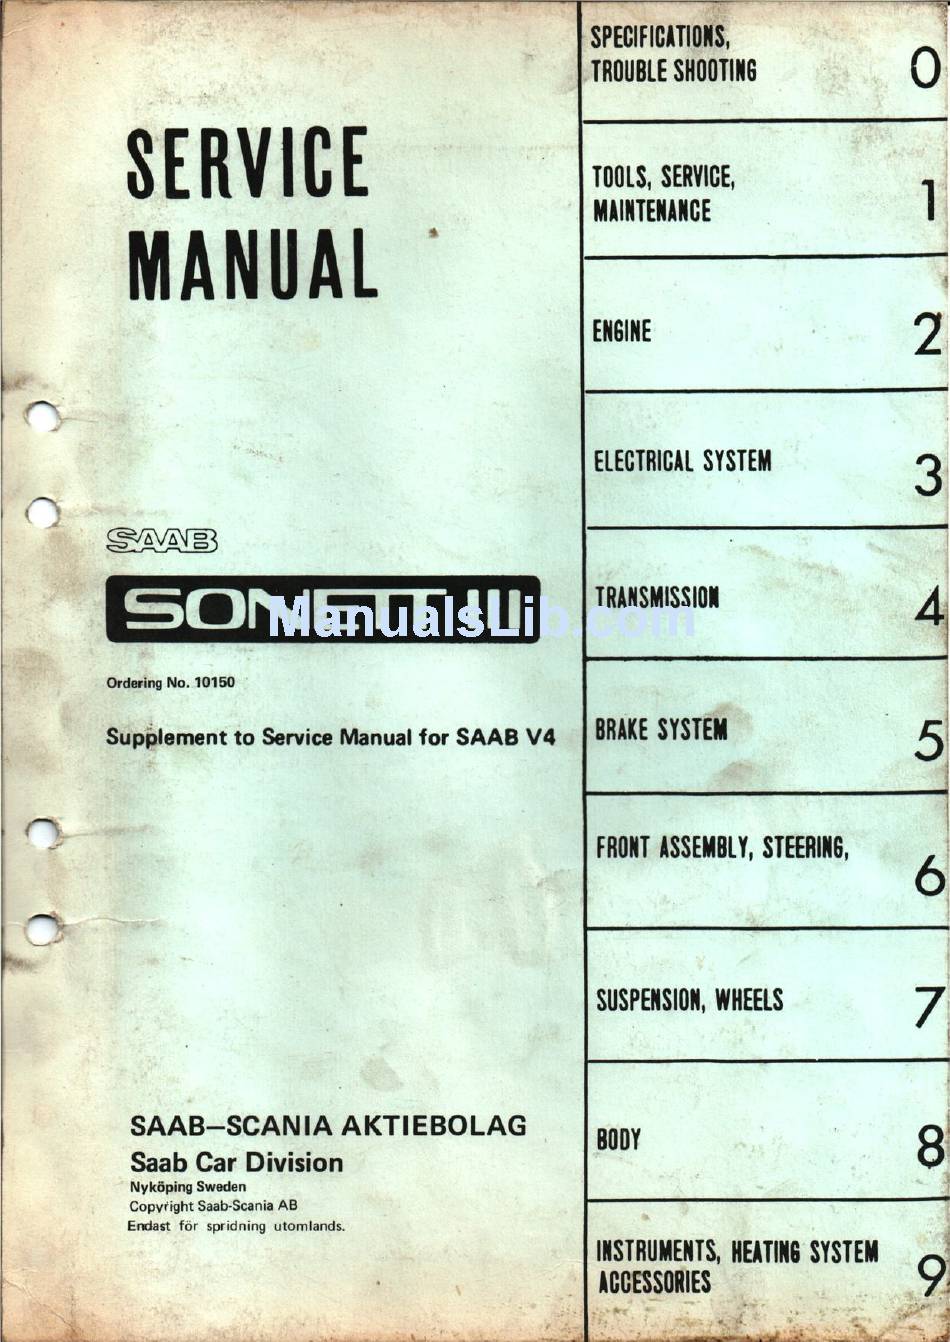 SERVICE
MANUAL
SAAB
SONETT III
ManualsLib.com
Ordering No. 10150
Supplement to Service Manual for SAAB V4
SAAB–SCANIA AKTIEBOLAG
Saab Car Division
Nyköping Sweden
Copyright Saab-Scania AB
Endast för spridning utomlands.
SPECIFICATIONS,
TROUBLE SHOOTING
0
TOOLS, SERVICE,
MAINTENANCE
1
ENGINE
2
ELECTRICAL SYSTEM
3
TRANSMISSION
4
BRAKE SYSTEM
5
FRONT ASSEMBLY, STEERING,
6
SUSPENSION, WHEELS
7
BODY
8
INSTRUMENTS, HEATING SYSTEM
ACCESSORIES
9